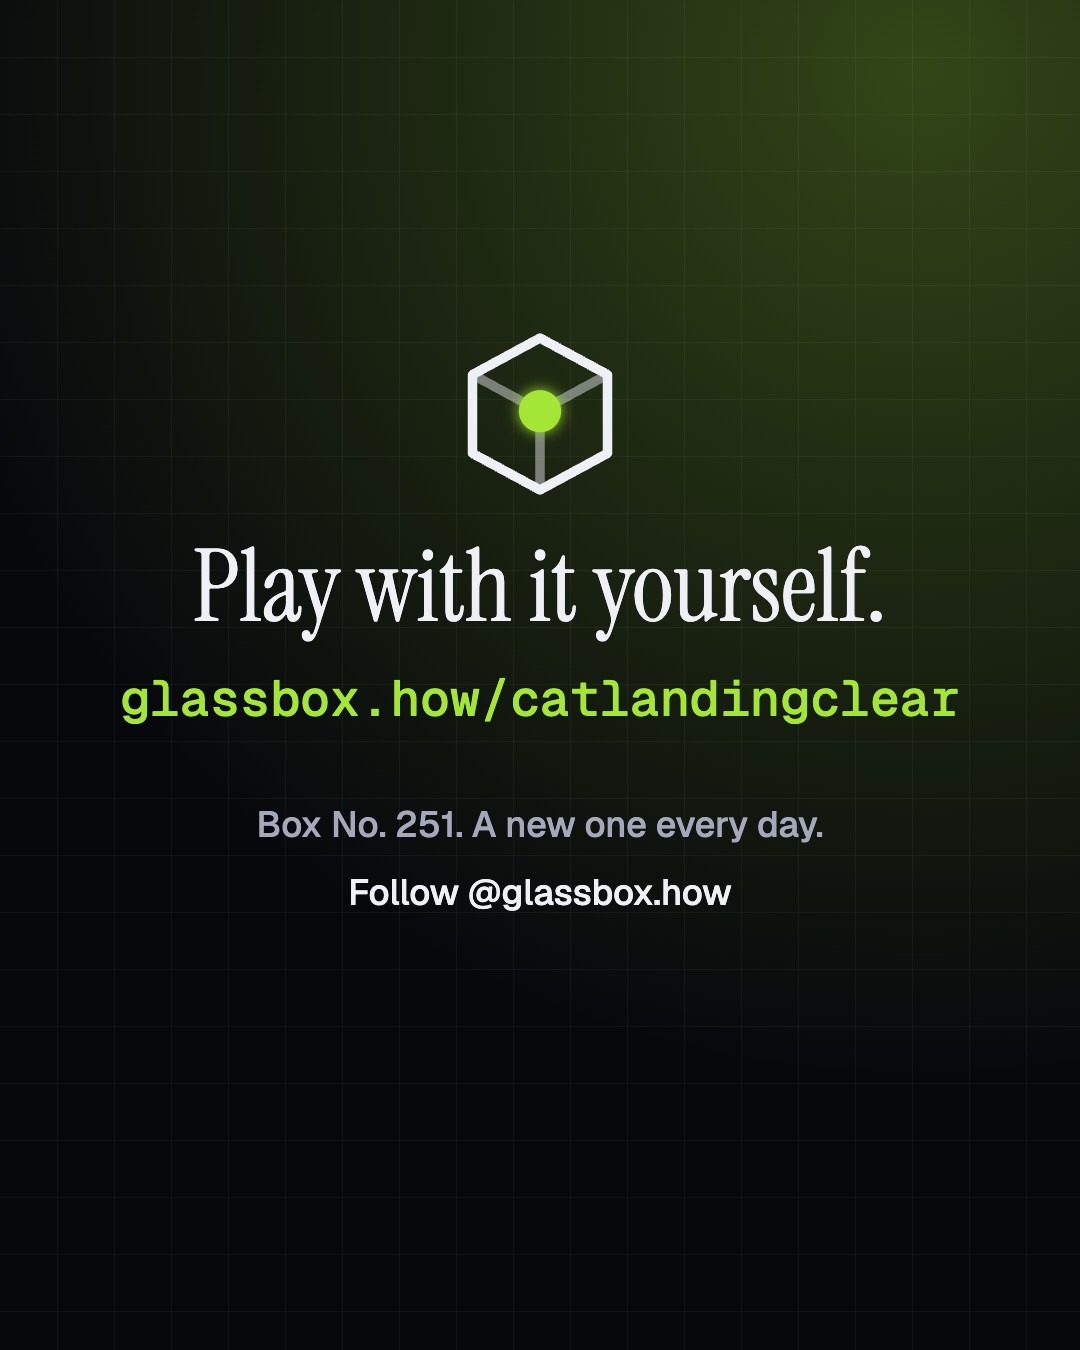 Play with it yourself.
glassbox.how/catlandingclear
Box No. 251. A new one every day.
Follow @glassbox.how